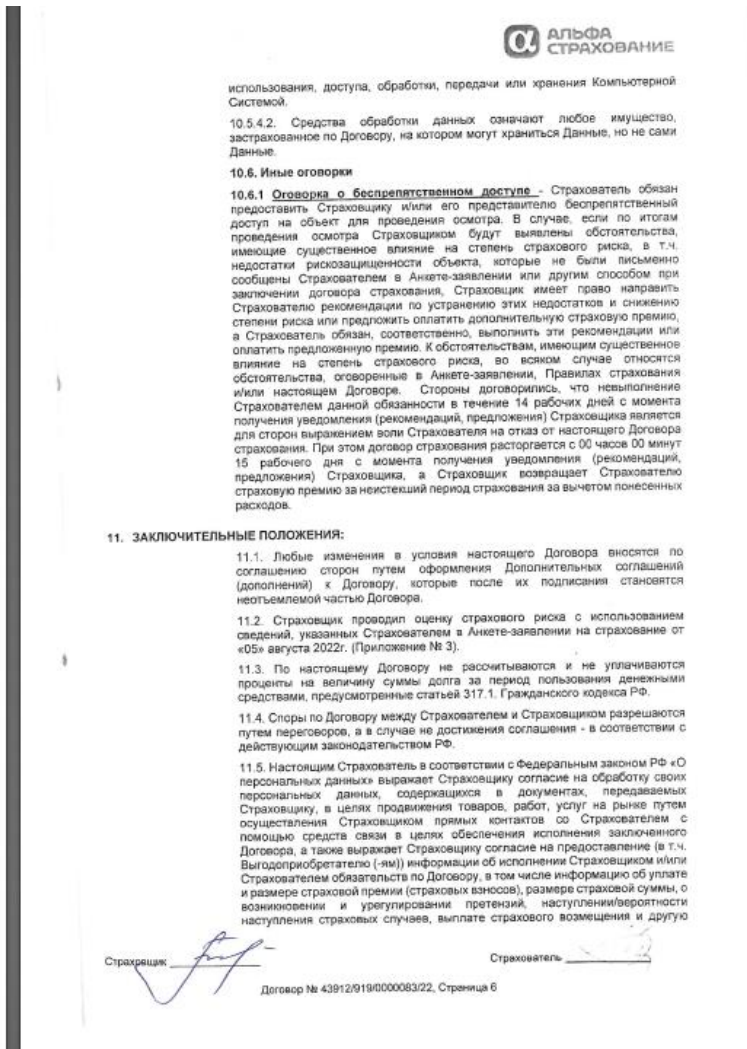 АЛЬФА
СТРАХОВАНИЕ
использования, доступа, обработки, передачи или хранения Компьютерной
Системой.
10.5.4.2. Средства обработки данных означают любое имущество,
застрахованное по Договору, на котором могут храниться Данные, но не сами
Данные.
10.6. Иные оговорки
10.6.1 Оговорка о беспрепятственном доступе - Страхователь обязан
предоставить Страховщику и/или его представителю беспрепятственный
доступ на объект для проведения осмотра. В случае, если по итогам
проведения осмотра Страховщиком будут выявлены обстоятельства,
имеющие существенное влияние на степень страхового риска, в т.ч.
недостатки рискозащищенности объекта, которые не были письменно
сообщены Страхователем в Анкете-заявлении или другим способом при
заключении договора страхования, Страховщик имеет право направить
Страхователю рекомендации по устранению этих недостатков и снижению
степени риска или предложить оплатить дополнительную страховую премию,
а Страхователь обязан, соответственно, выполнить эти рекомендации или
оплатить предложенную премию. К обстоятельствам, имеющим существенное
влияние на степень страхового риска, во всяком случае относятся
обстоятельства, оговоренные в Анкете-заявлении, Правилах страхования
и/или настоящем Договоре. Стороны договорились, что невыполнение
Страхователем данной обязанности в течение 14 рабочих дней с момента
получения уведомления (рекомендаций, предложения) Страховщика является
для сторон выражением воли Страхователя на отказ от настоящего Договора
страхования. При этом договор страхования расторгается с 00 часов 00 минут
15 рабочего дня с момента получения уведомления (рекомендаций,
предложения) Страховщика, а Страховщик возвращает Страхователю
страховую премию за неистекший период страхования за вычетом понесенных
расходов.
11. ЗАКЛЮЧИТЕЛЬНЫЕ ПОЛОЖЕНИЯ:
11.1. Любые изменения в условия настоящего Договора вносятся по
соглашению сторон путем оформления Дополнительных соглашений
(дополнений) к Договору, которые после их подписания становятся
неотъемлемой частью Договора.
11.2. Страховщик проводил оценку страхового риска с использованием
сведений, указанных Страхователем в Анкете-заявлении на страхование от
«05» августа 2022г. (Приложение № 3).
11.3. По настоящему Договору не рассчитываются и не уплачиваются
проценты на величину суммы долга за период пользования денежными
средствами, предусмотренные статьей 317.1. Гражданского кодекса РФ.
11.4. Споры по Договору между Страхователем и Страховщиком разрешаются
путем переговоров, а в случае не достижения соглашения - в соответствии с
действующим законодательством РФ.
11.5. Настоящим Страхователь в соответствии с Федеральным законом РФ «О
персональных данных» выражает Страховщику согласие на обработку своих
персональных данных, содержащихся в документах, передаваемых
Страховщику, в целях продвижения товаров, работ, услуг на рынке путем
осуществления Страховщиком прямых контактов со Страхователем с
помощью средств связи в целях обеспечения исполнения заключенного
Договора, а также выражает Страховщику согласие на предоставление (в т.ч.
Выгодоприобретателю (-ям)) информации об исполнении Страховщиком и/или
Страхователем обязательств по Договору, в том числе информацию об уплате
и размере страховой премии (страховых взносов), размере страховой суммы, о
возникновении и урегулировании претензий, наступлении/вероятности
наступления страховых случаев, выплате страхового возмещения и другую
Страховщик Страхователь
Договор № 43912/919/0000083/22, Страница 6